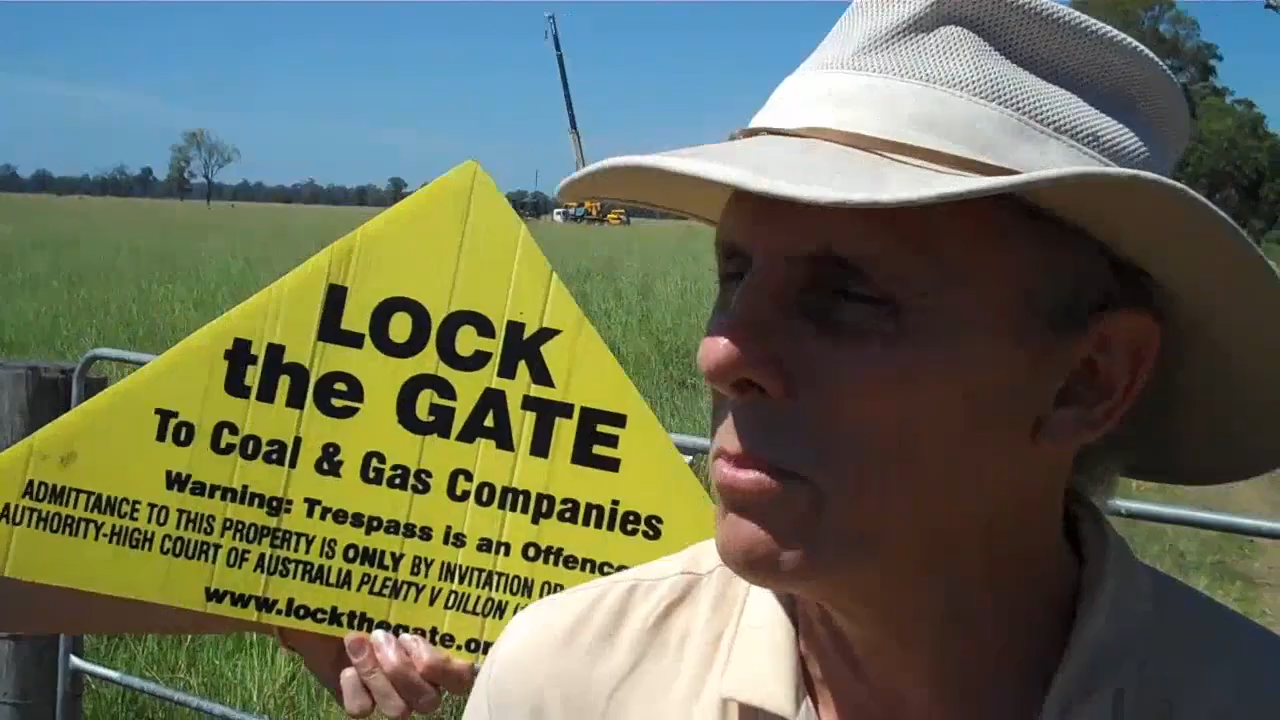 LOCK
the GATE
To Coal & Gas Companies
Warning: Trespass is an Offence
ADMITTANCE TO THIS PROPERTY IS ONLY BY INVITATION OR
AUTHORITY-HIGH COURT OF AUSTRALIA PLENTY V DILLON
www.lockthegate.or